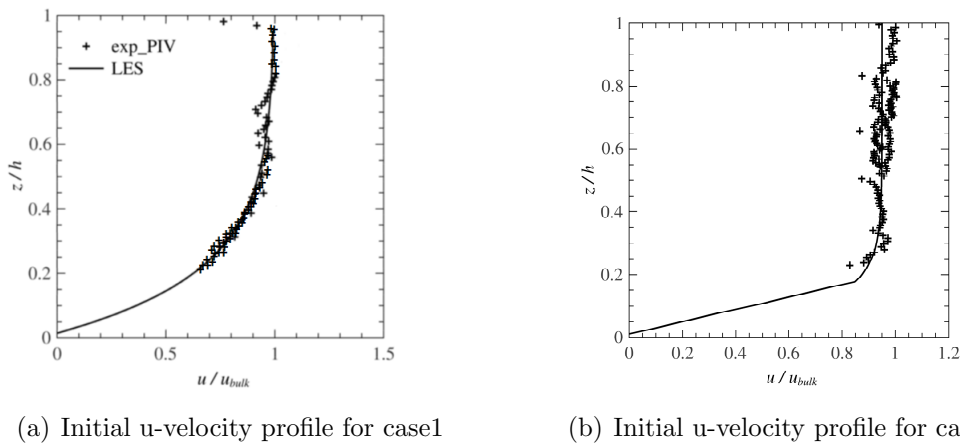 1
0.8
0.6
0.4
0.2
0
z / h
exp_PIV
LES
0 0.5 1 1.5
u / u_bulk
1
0.8
0.6
0.4
0.2
0
z / h
0 0.2 0.4 0.6 0.8 1 1.2
u / u_bulk
(a) Initial u-velocity profile for case1
(b) Initial u-velocity profile for ca